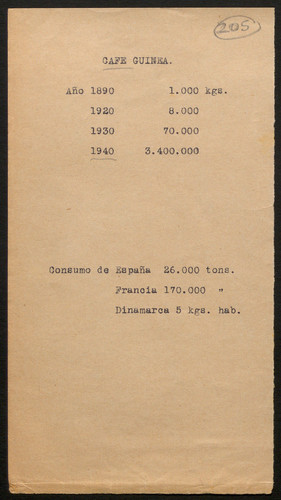 205
CAFE GUINEA.
Año 1890 1.000 kgs.
1920 8.000
1930 70.000
1940 3.400.000
Consumo de España 26.000 tons.
Francia 170.000 "
Dinamarca 5 kgs. hab.